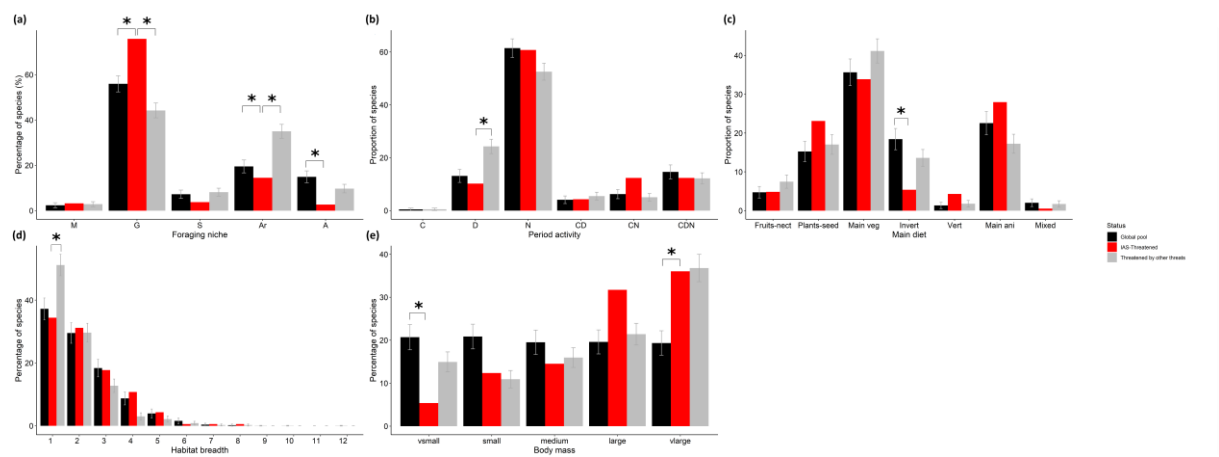 (a)
Percentage of species (%)
60
40
20
0
* *
* *
*
M G S Ar A
Foraging niche
(b)
Proportion of species
60
40
20
0
*
C D N CD CN CDN
Period activity
(c)
Proportion of species
40
30
20
10
0
*
Fruits-nect Plants-seed Main veg Invert Vert Main ani Mixed
Main diet
Status
Global pool
IAS-Threatened
Threatened by other threats
(d)
Percentage of species
40
20
0
*
1 2 3 4 5 6 7 8 9 10 11 12
Habitat breadth
(e)
Percentage of species
40
30
20
10
0
*
*
vsmall small medium large vlarge
Body mass